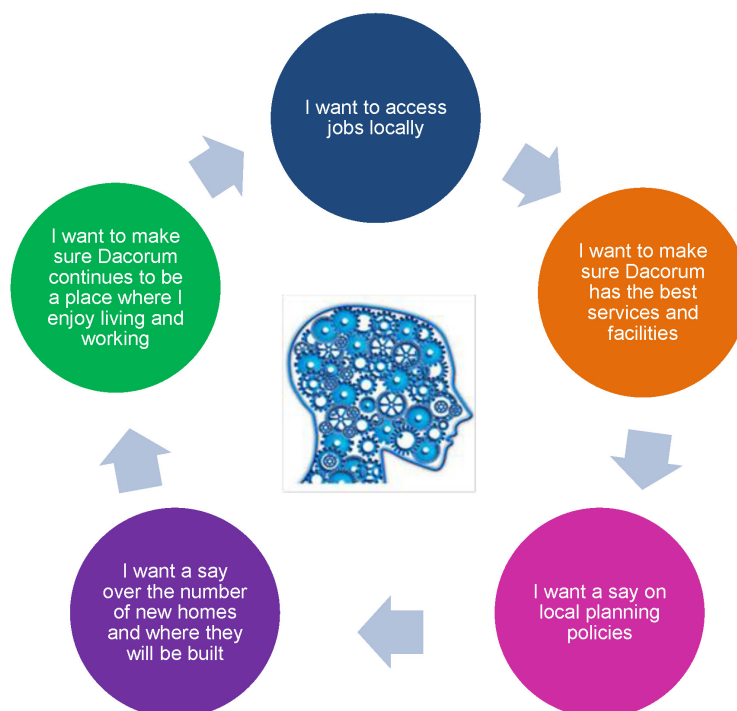 I want to access
jobs locally
I want to make
sure Dacorum
has the best
services and
facilities
I want a say on
local planning
policies
I want a say
over the number
of new homes
and where they
will be built
I want to make
sure Dacorum
continues to be
a place where I
enjoy living and
working